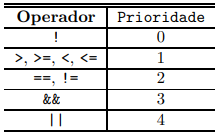 Operador Prioridade
! 0
>, >=, <, <= 1
==, != 2
&& 3
|| 4